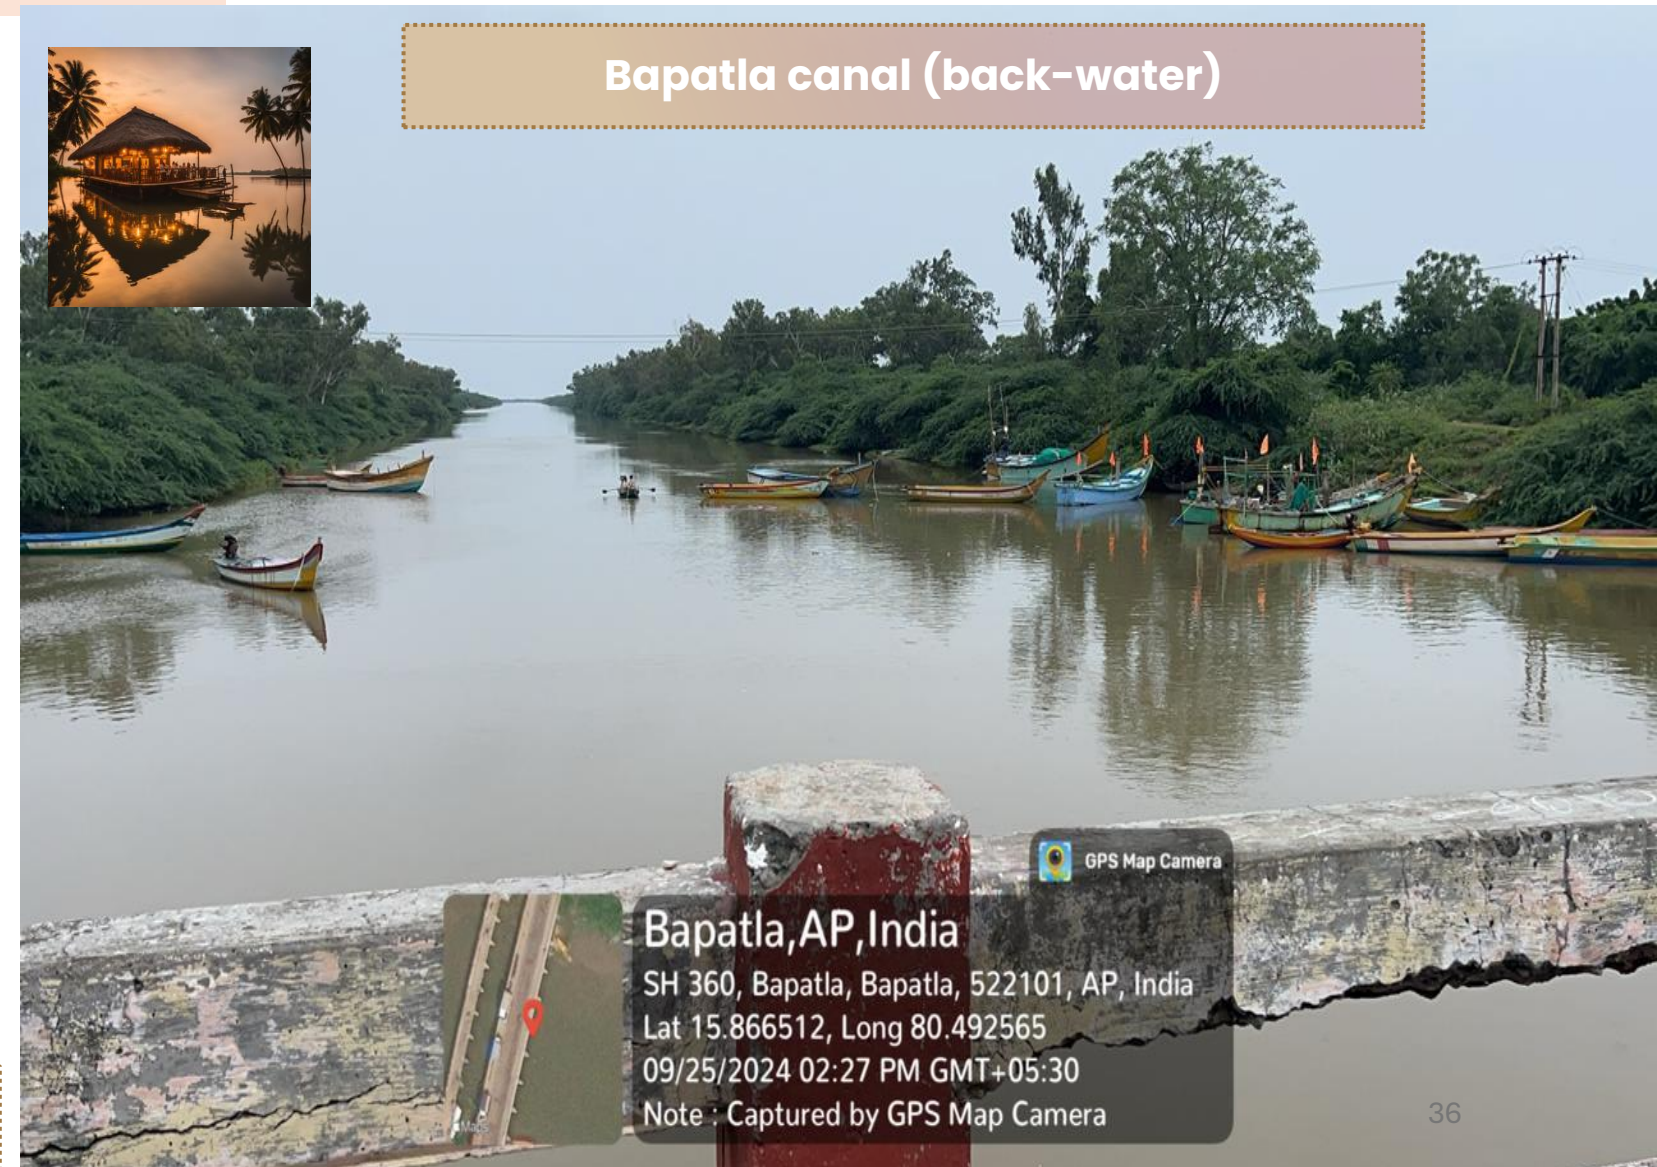 Bapatla canal (back-water)
GPS Map Camera
Bapatla,AP,India
SH 360, Bapatla, Bapatla, 522101, AP, India
Lat 15.866512, Long 80.492565
09/25/2024 02:27 PM GMT+05:30
Note : Captured by GPS Map Camera
Maps
36